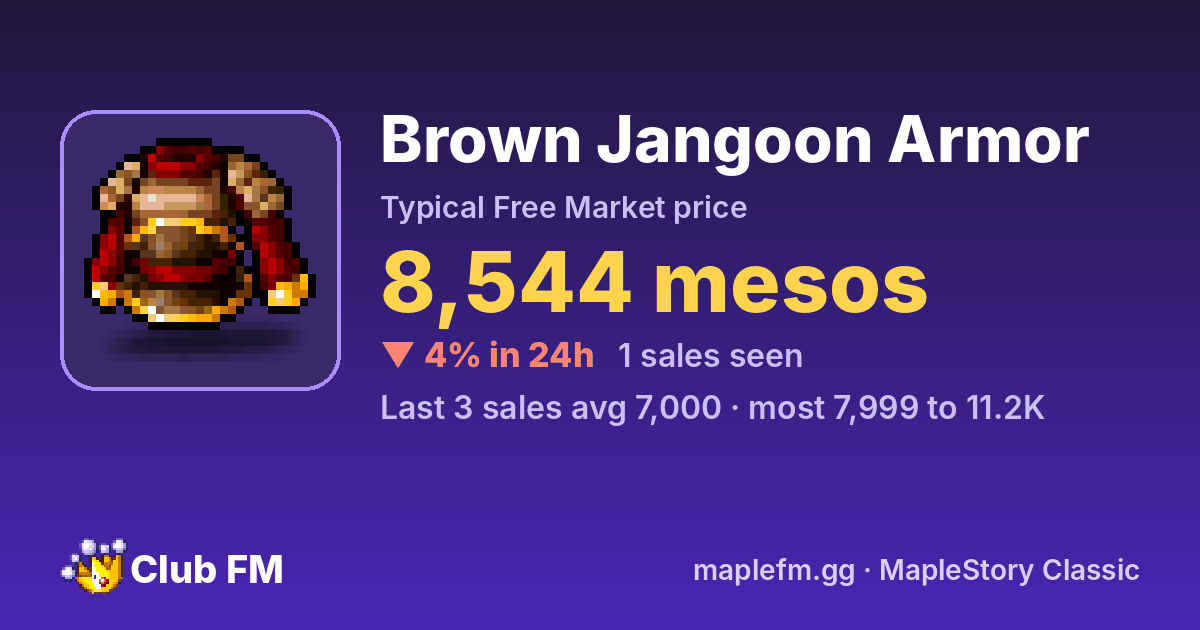 Brown Jangoon Armor
Typical Free Market price
8,544 mesos
▼ 4% in 24h 1 sales seen
Last 3 sales avg 7,000 · most 7,999 to 11.2K
Club FM
maplefm.gg · MapleStory Classic